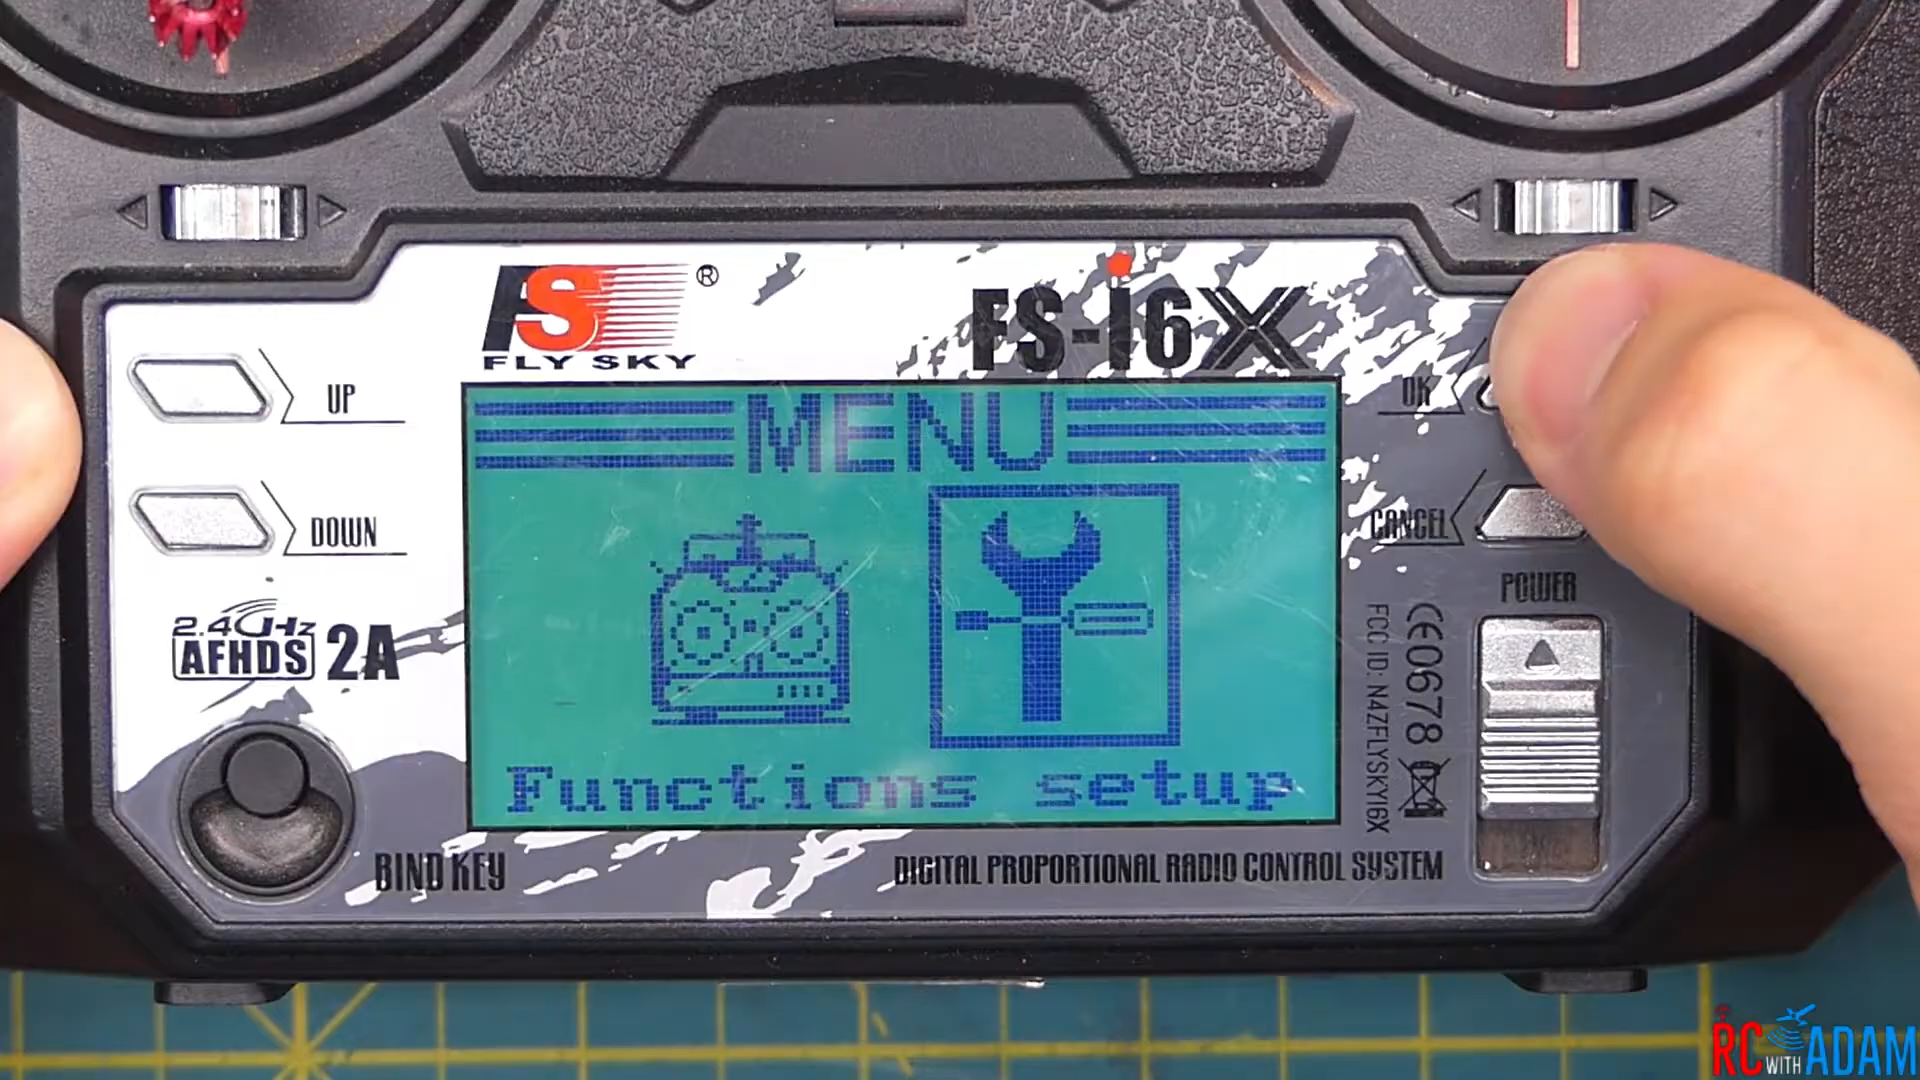 FS®
FLY SKY
FS-i6X
UP
DOWN
OK
CANCEL
POWER
MENU
Functions setup
2.4GHz
AFHDS 2A
BIND KEY
DIGITAL PROPORTIONAL RADIO CONTROL SYSTEM
CE0678
FCC ID: N4ZFLYSKYI6X
RC WITH ADAM